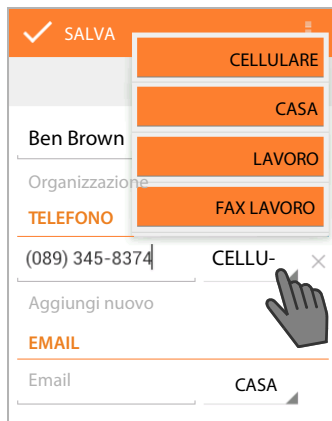 SALVA
CELLULARE
CASA
LAVORO
FAX LAVORO
Ben Brown
Organizzazione
TELEFONO
(089) 345-8374 CELLU-
Aggiungi nuovo
EMAIL
Email CASA